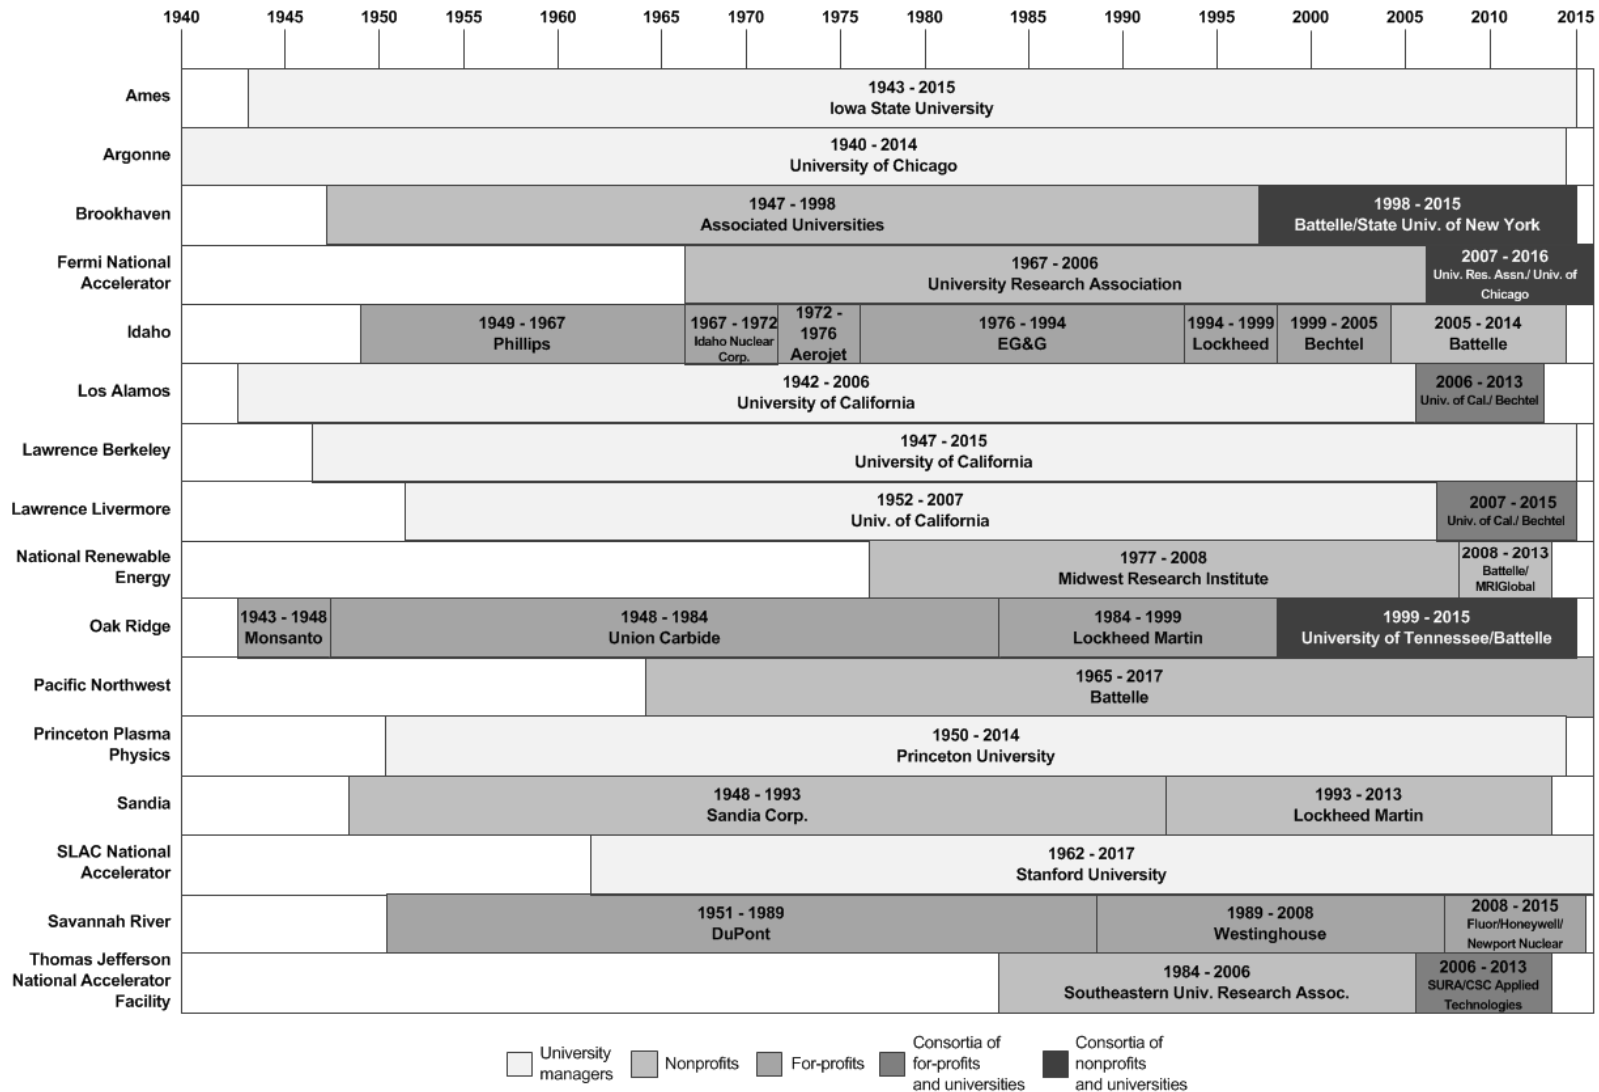 1940 1945 1950 1955 1960 1965 1970 1975 1980 1985 1990 1995 2000 2005 2010 2015
Ames
1943 - 2015
Iowa State University
Argonne
1940 - 2014
University of Chicago
Brookhaven
1947 - 1998
Associated Universities
1998 - 2015
Battelle/State Univ. of New York
Fermi National
Accelerator
1967 - 2006
University Research Association
2007 - 2016
Univ. Res. Assn./ Univ. of
Chicago
Idaho
1949 - 1967
Phillips
1967 - 1972
Idaho Nuclear
Corp.
1972 -
1976
Aerojet
1976 - 1994
EG&G
1994 - 1999
Lockheed
1999 - 2005
Bechtel
2005 - 2014
Battelle
Los Alamos
1942 - 2006
University of California
2006 - 2013
Univ. of Cal./ Bechtel
Lawrence Berkeley
1947 - 2015
University of California
Lawrence Livermore
1952 - 2007
Univ. of California
2007 - 2015
Univ. of Cal./ Bechtel
National Renewable
Energy
1977 - 2008
Midwest Research Institute
2008 - 2013
Battelle/
MRIGlobal
Oak Ridge
1943 - 1948
Monsanto
1948 - 1984
Union Carbide
1984 - 1999
Lockheed Martin
1999 - 2015
University of Tennessee/Battelle
Pacific Northwest
1965 - 2017
Battelle
Princeton Plasma
Physics
1950 - 2014
Princeton University
Sandia
1948 - 1993
Sandia Corp.
1993 - 2013
Lockheed Martin
SLAC National
Accelerator
1962 - 2017
Stanford University
Savannah River
1951 - 1989
DuPont
1989 - 2008
Westinghouse
2008 - 2015
Fluor/Honeywell/
Newport Nuclear
Thomas Jefferson
National Accelerator
Facility
1984 - 2006
Southeastern Univ. Research Assoc.
2006 - 2013
SURA/CSC Applied
Technologies
University
managers
Nonprofits
For-profits
Consortia of
for-profits
and universities
Consortia of
nonprofits
and universities